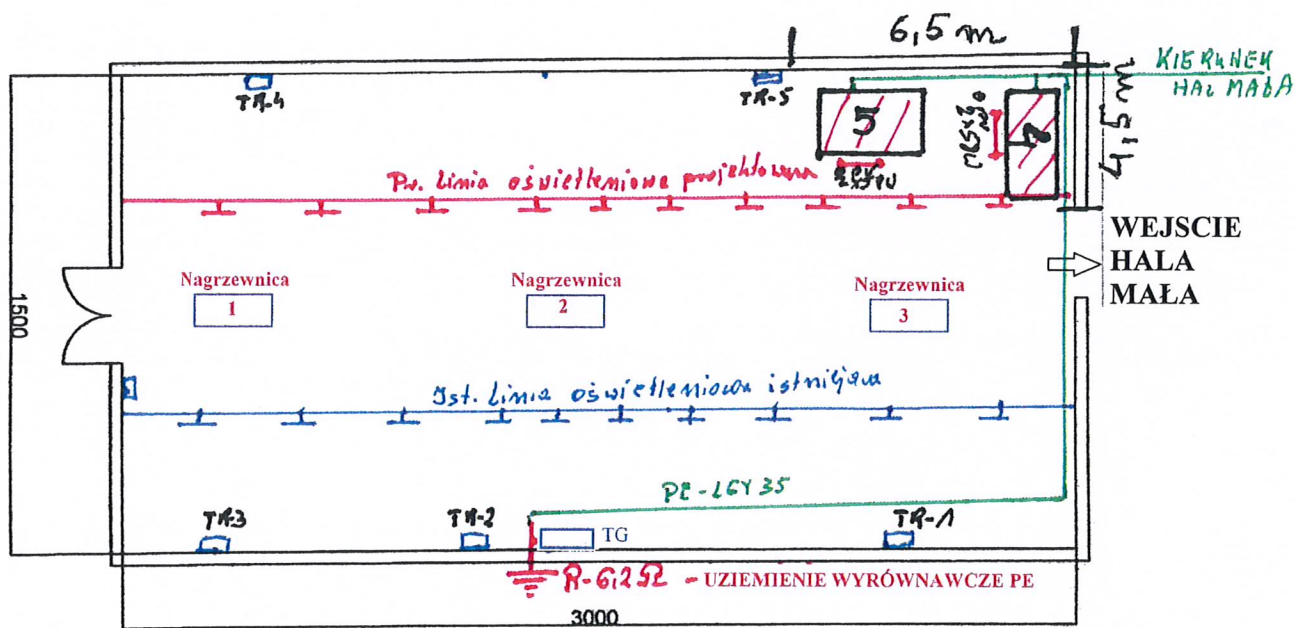 6,5 m
KIERUNEK
HAL MAŁA
4,5 m
TR-4
TR-5
5
7
Pr. Linia oświetleniowa projektowana
WEJSCIE
HALA
MAŁA
Nagrzewnica
1
Nagrzewnica
2
Nagrzewnica
3
1500
Ist. Linia oświetleniowa istniejąca
PE-LGY 35
TR-3
TR-2
TG
TR-1
R-6,2Ω - UZIEMIENIE WYRÓWNAWCZE PE
3000